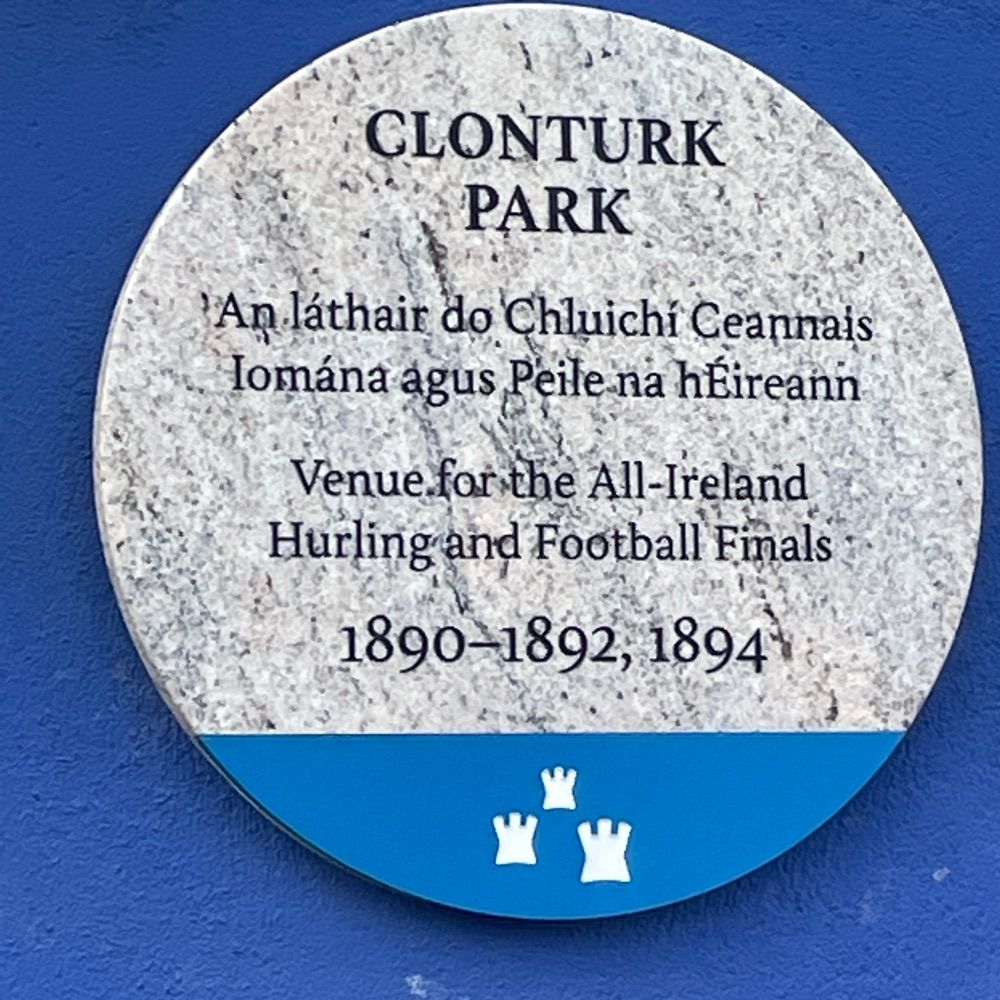 CLONTURK
PARK
An láthair do Chluichí Ceannais
Iomána agus Peile na hÉireann
Venue for the All-Ireland
Hurling and Football Finals
1890–1892, 1894